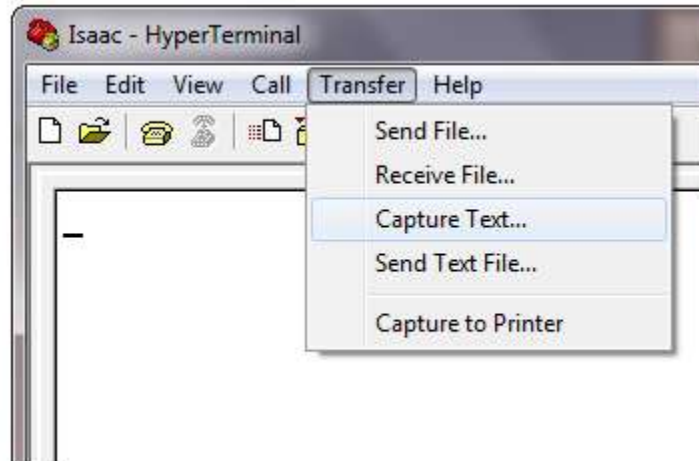 Isaac - HyperTerminal
File Edit View Call Transfer Help
Send File...
Receive File...
Capture Text...
Send Text File...
Capture to Printer